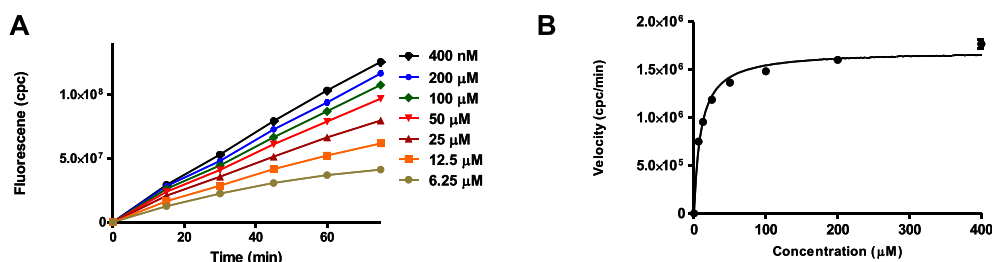 A
Fluorescene (cpc)
1.0×10⁸
5.0×10⁷
0
0 20 40 60
Time (min)
400 nM
200 μM
100 μM
50 μM
25 μM
12.5 μM
6.25 μM
B
Velocity (cpc/min)
2.0×10⁶
1.5×10⁶
1.0×10⁶
5.0×10⁵
0
0 100 200 300 400
Concentration (μM)